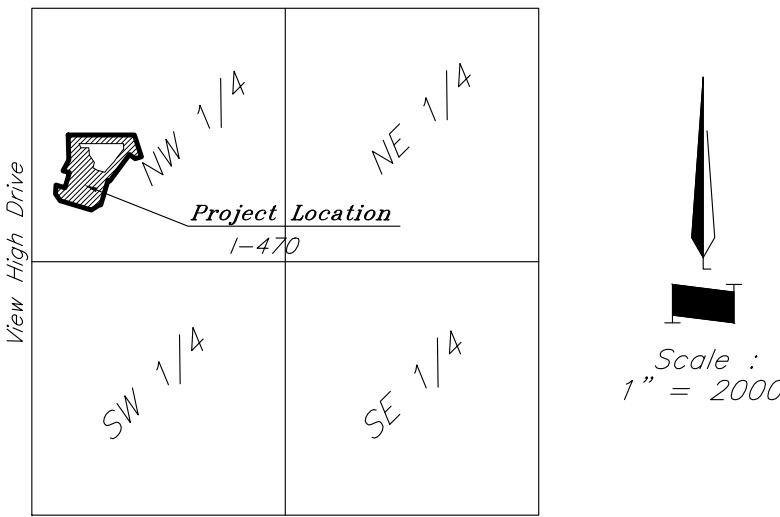 NW 1/4
NE 1/4
View High Drive
Project Location
I-470
SW 1/4
SE 1/4
Scale :
1" = 2000